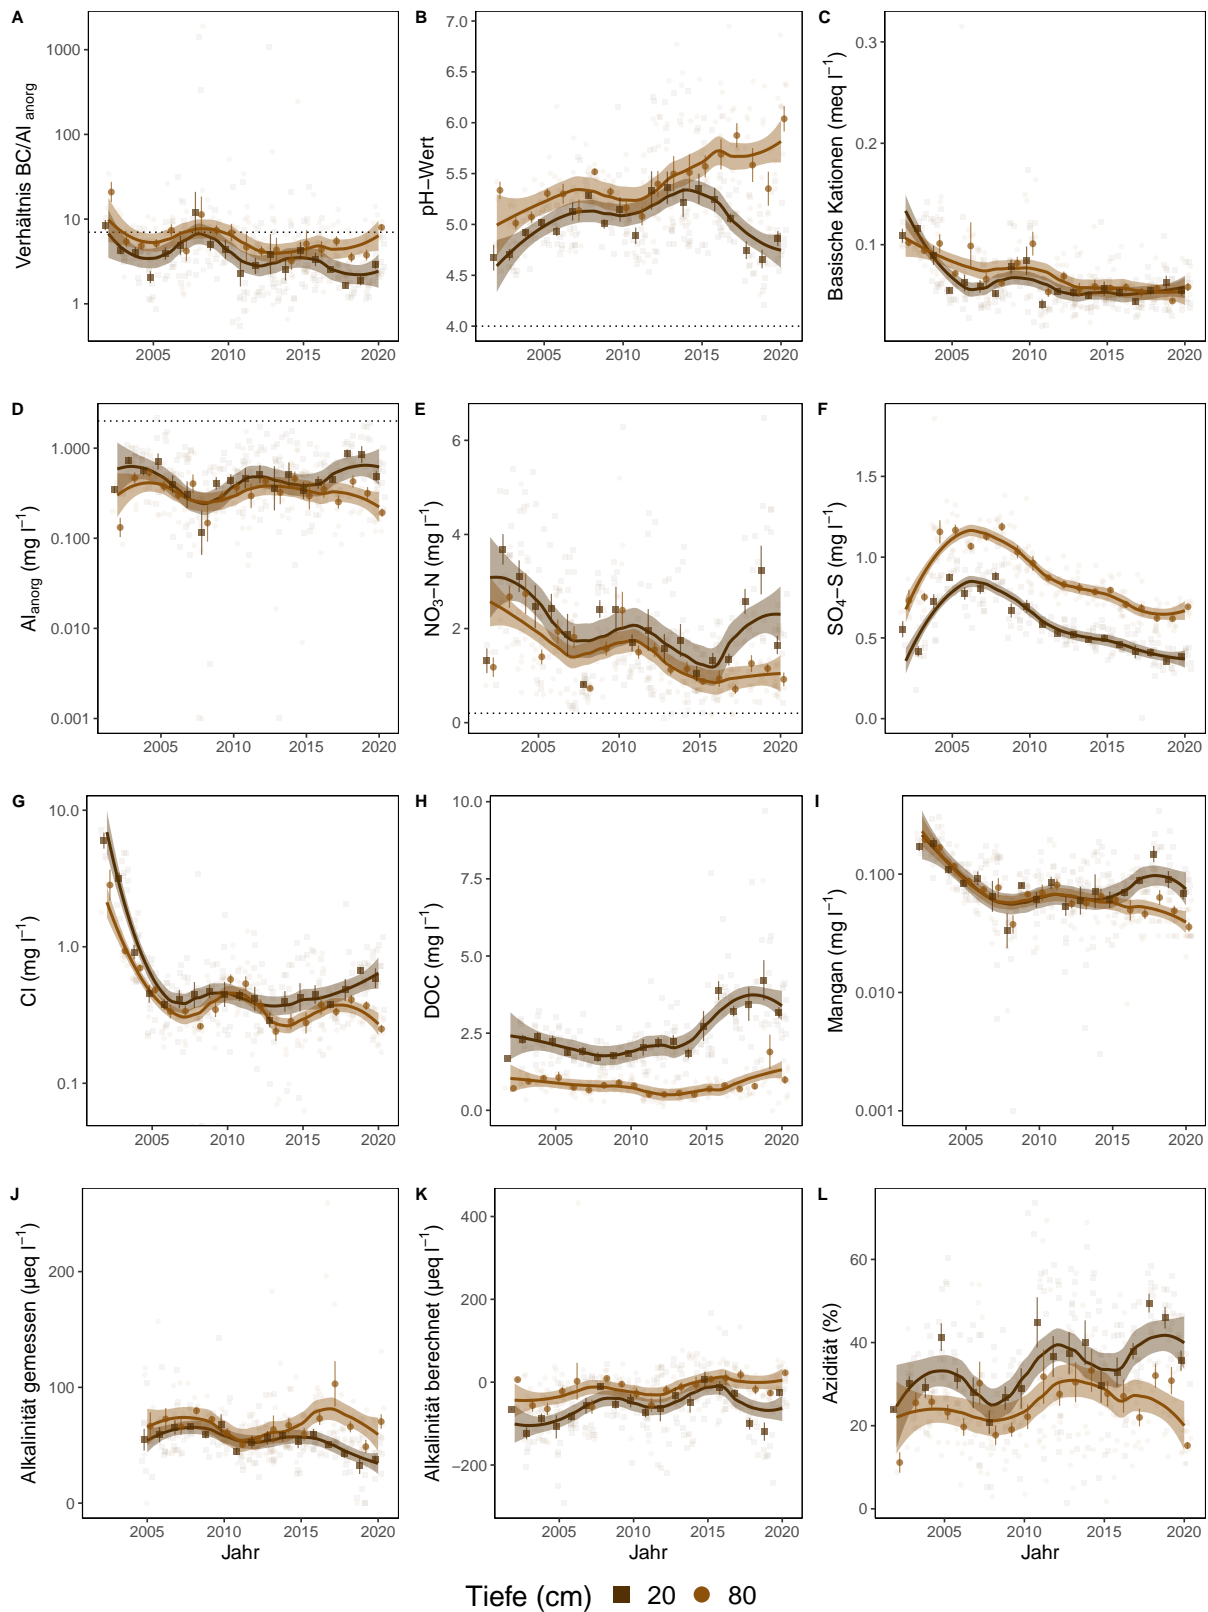 A
Verhältnis BC/Al anorg
1000
100
10
1
2005 2010 2015 2020
B
pH−Wert
7.0
6.5
6.0
5.5
5.0
4.5
4.0
2005 2010 2015 2020
C
Basische Kationen (meq l−1)
0.3
0.2
0.1
2005 2010 2015 2020
D
Alanorg (mg l−1)
1.000
0.100
0.010
0.001
2005 2010 2015 2020
E
NO3−N (mg l−1)
6
4
2
0
2005 2010 2015 2020
F
SO4−S (mg l−1)
1.5
1.0
0.5
0.0
2005 2010 2015 2020
G
Cl (mg l−1)
10.0
1.0
0.1
2005 2010 2015 2020
H
DOC (mg l−1)
10.0
7.5
5.0
2.5
0.0
2005 2010 2015 2020
I
Mangan (mg l−1)
0.100
0.010
0.001
2005 2010 2015 2020
J
Alkalinität gemessen (µeq l−1)
200
100
0
2005 2010 2015 2020
Jahr
K
Alkalinität berechnet (µeq l−1)
400
200
0
−200
2005 2010 2015 2020
Jahr
L
Azidität (%)
60
40
20
0
2005 2010 2015 2020
Jahr
Tiefe (cm) 20 80